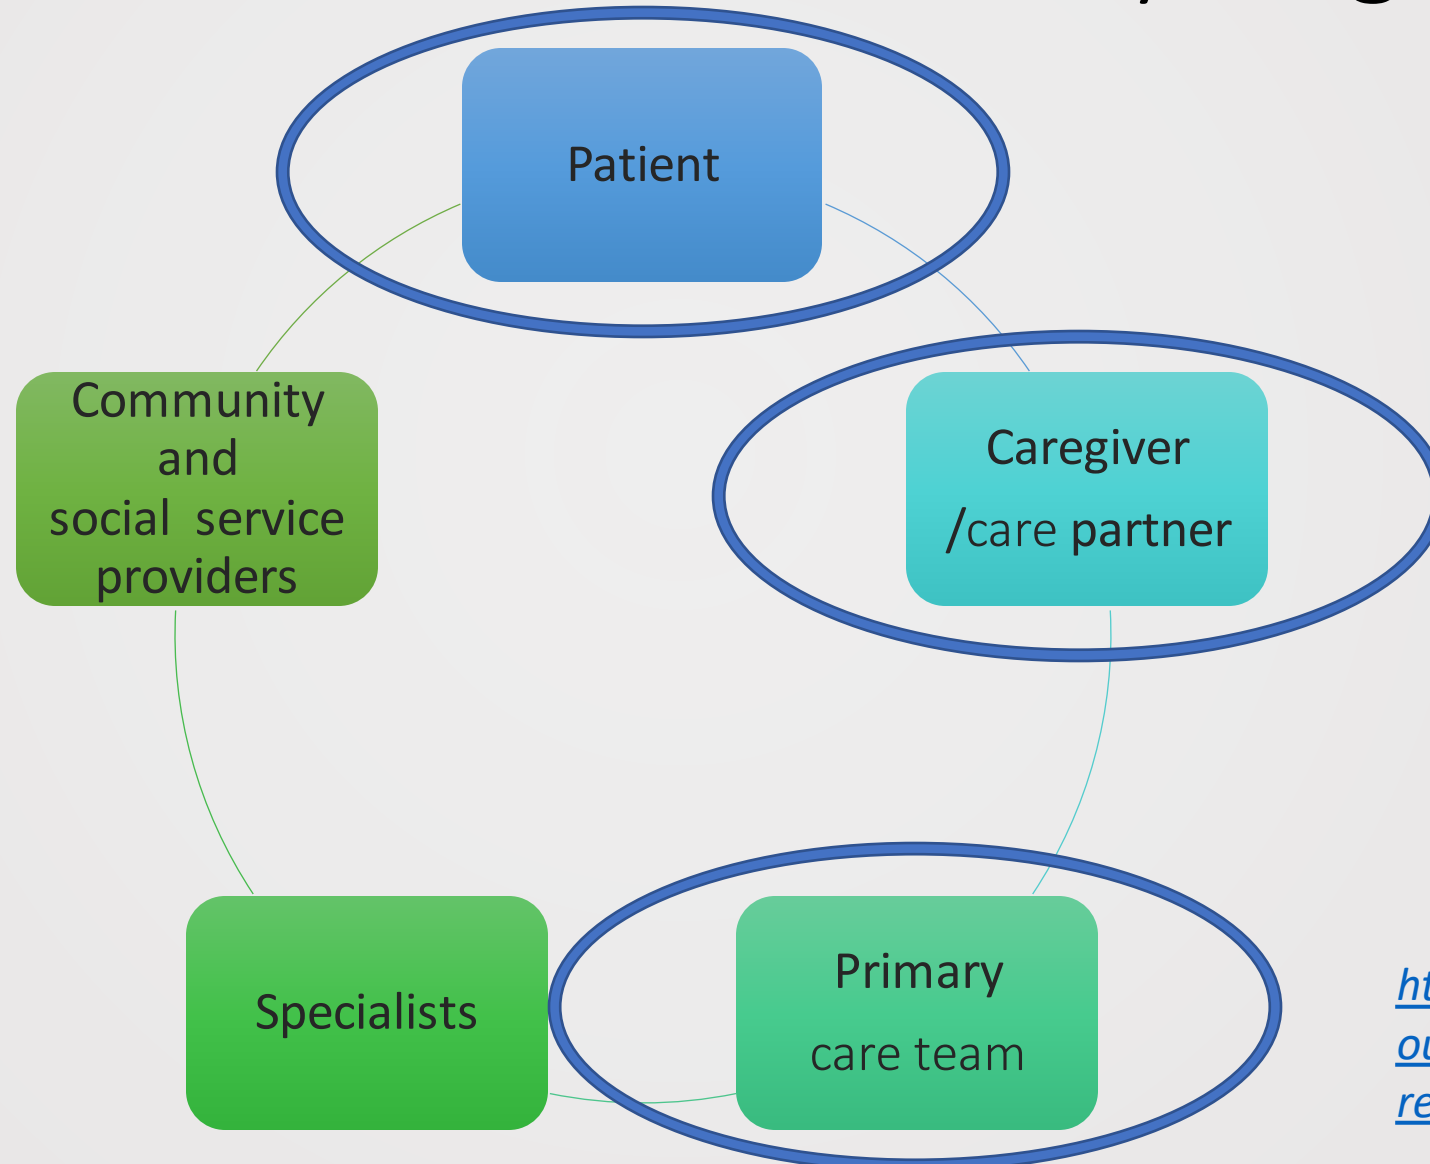 Patient
Community
and
social service
providers
Caregiver
/care partner
Specialists
Primary
care team